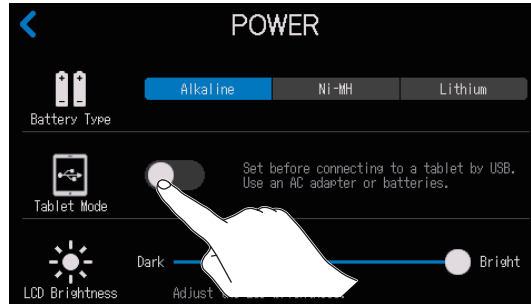 POWER
Alkaline Ni-MH Lithium
Battery Type
Set before connecting to a tablet by USB.
Use an AC adapter or batteries.
Tablet Mode
Dark Bright
LCD Brightness Adjust